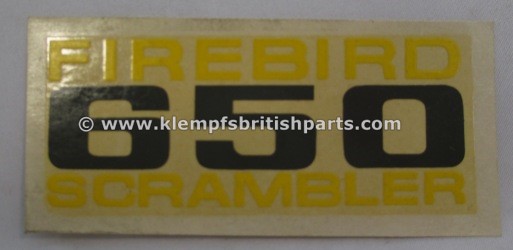 FIREBIRD
650
© www.klempfsbritishparts.com
SCRAMBLER